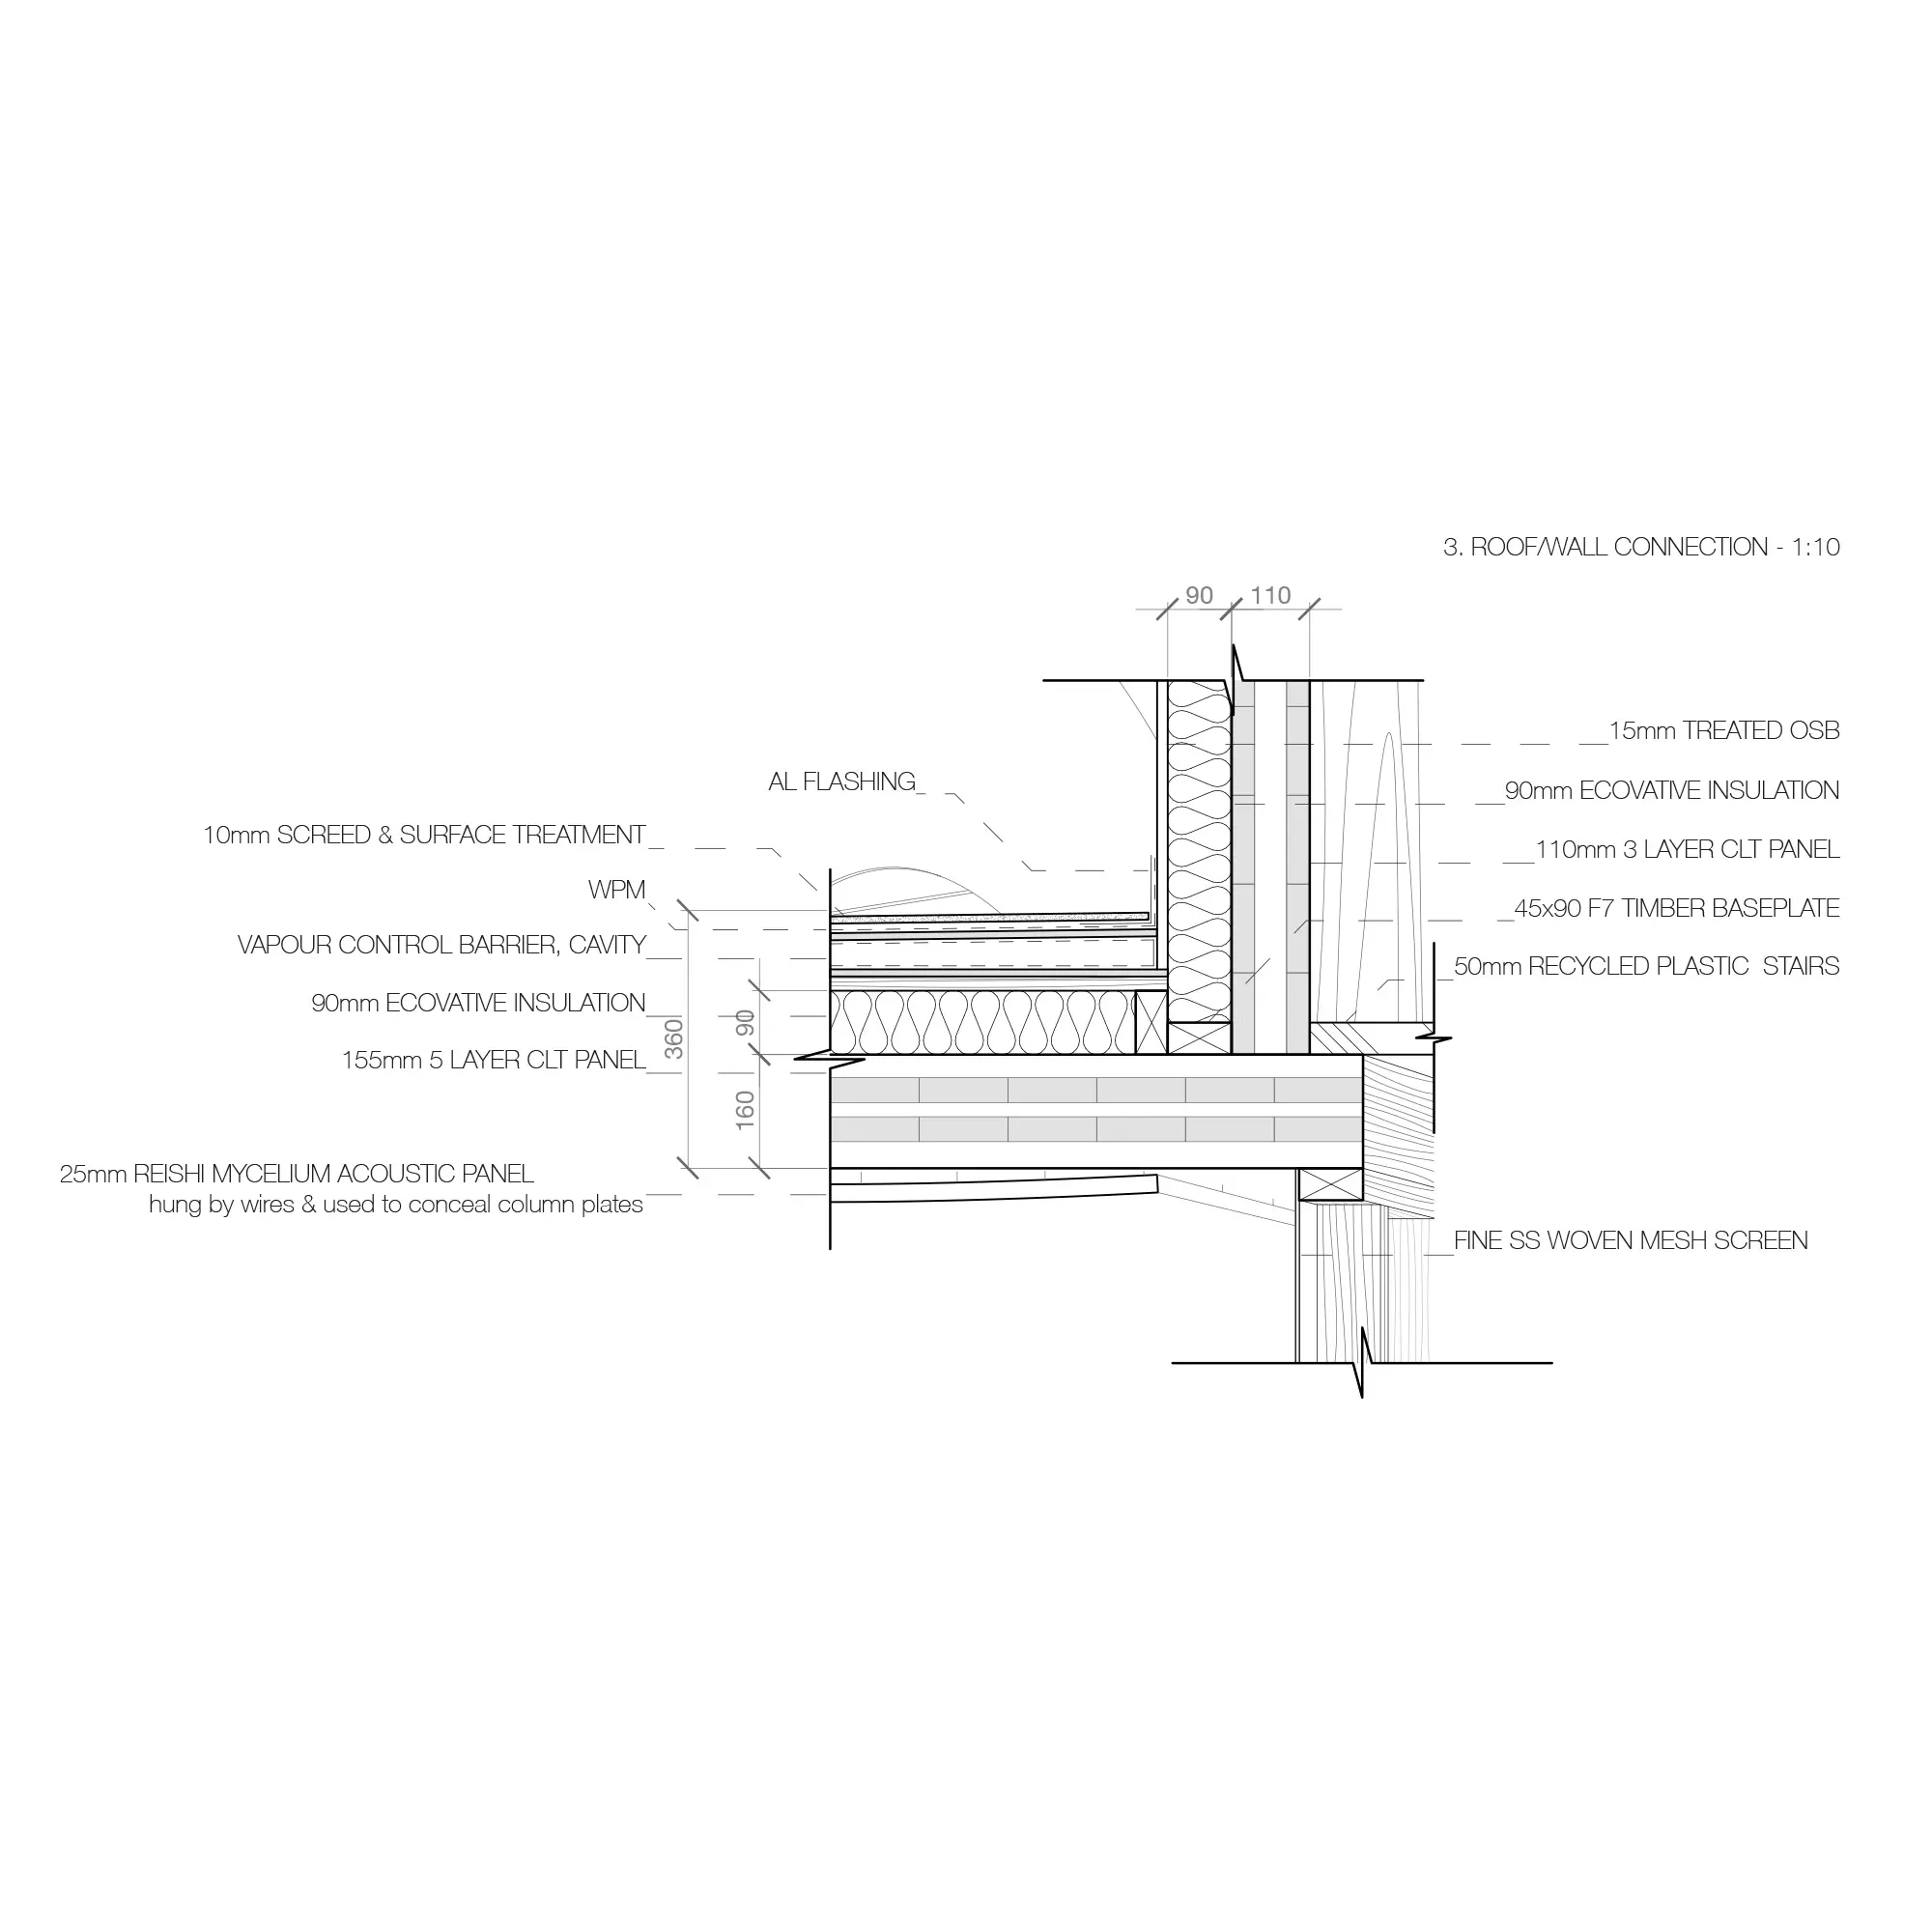 3. ROOF/WALL CONNECTION - 1:10
90
110
15mm TREATED OSB
AL FLASHING
90mm ECOVATIVE INSULATION
10mm SCREED & SURFACE TREATMENT
110mm 3 LAYER CLT PANEL
WPM
45x90 F7 TIMBER BASEPLATE
VAPOUR CONTROL BARRIER, CAVITY
50mm RECYCLED PLASTIC STAIRS
90mm ECOVATIVE INSULATION
90
360
155mm 5 LAYER CLT PANEL
160
25mm REISHI MYCELIUM ACOUSTIC PANEL
hung by wires & used to conceal column plates
FINE SS WOVEN MESH SCREEN